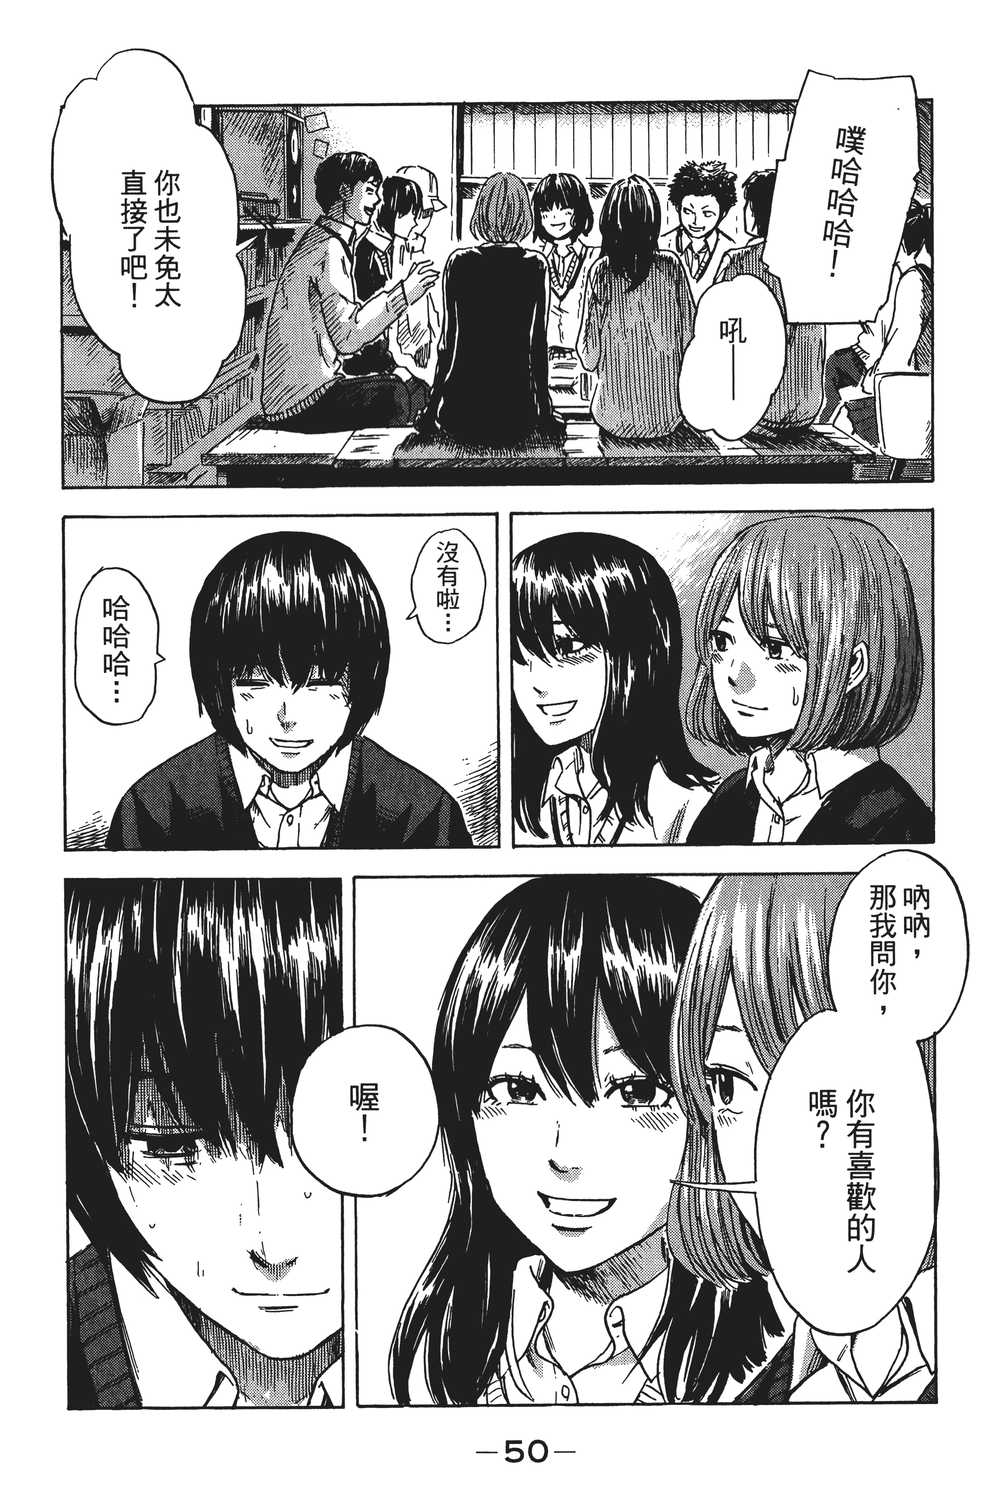 噗哈哈哈！
吼——
你也未免太
直接了吧！
沒有啦…
哈哈哈…
吶吶，
那我問你，
你有喜歡的人
嗎？
喔！
—50—